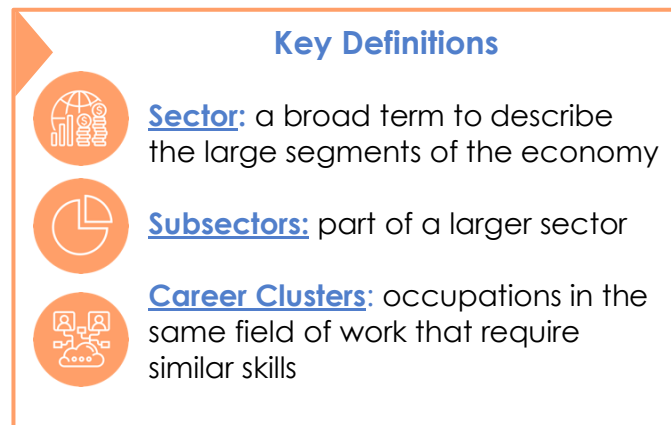 Key Definitions
Sector: a broad term to describe
the large segments of the economy
Subsectors: part of a larger sector
Career Clusters: occupations in the
same field of work that require
similar skills